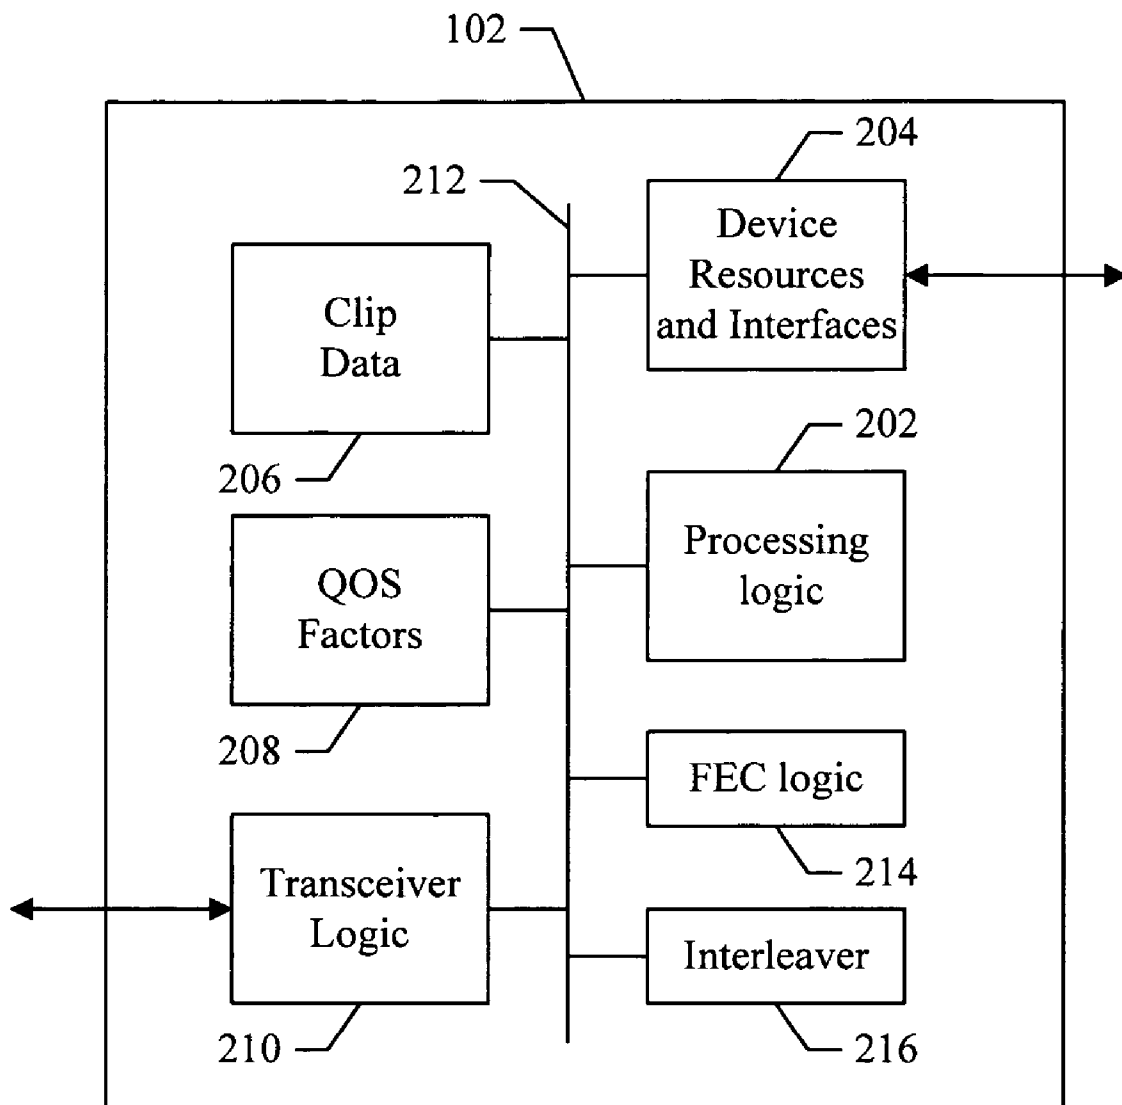 102
204
212
Device
Resources
and Interfaces
Clip
Data
202
206
Processing
logic
QOS
Factors
208
FEC logic
214
Transceiver
Logic
Interleaver
210
216